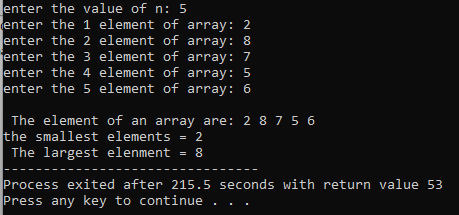 enter the value of n: 5
enter the 1 element of array: 2
enter the 2 element of array: 8
enter the 3 element of array: 7
enter the 4 element of array: 5
enter the 5 element of array: 6
The element of an array are: 2 8 7 5 6
the smallest elements = 2
The largest elenment = 8
--------------------------------
Process exited after 215.5 seconds with return value 53
Press any key to continue . . .